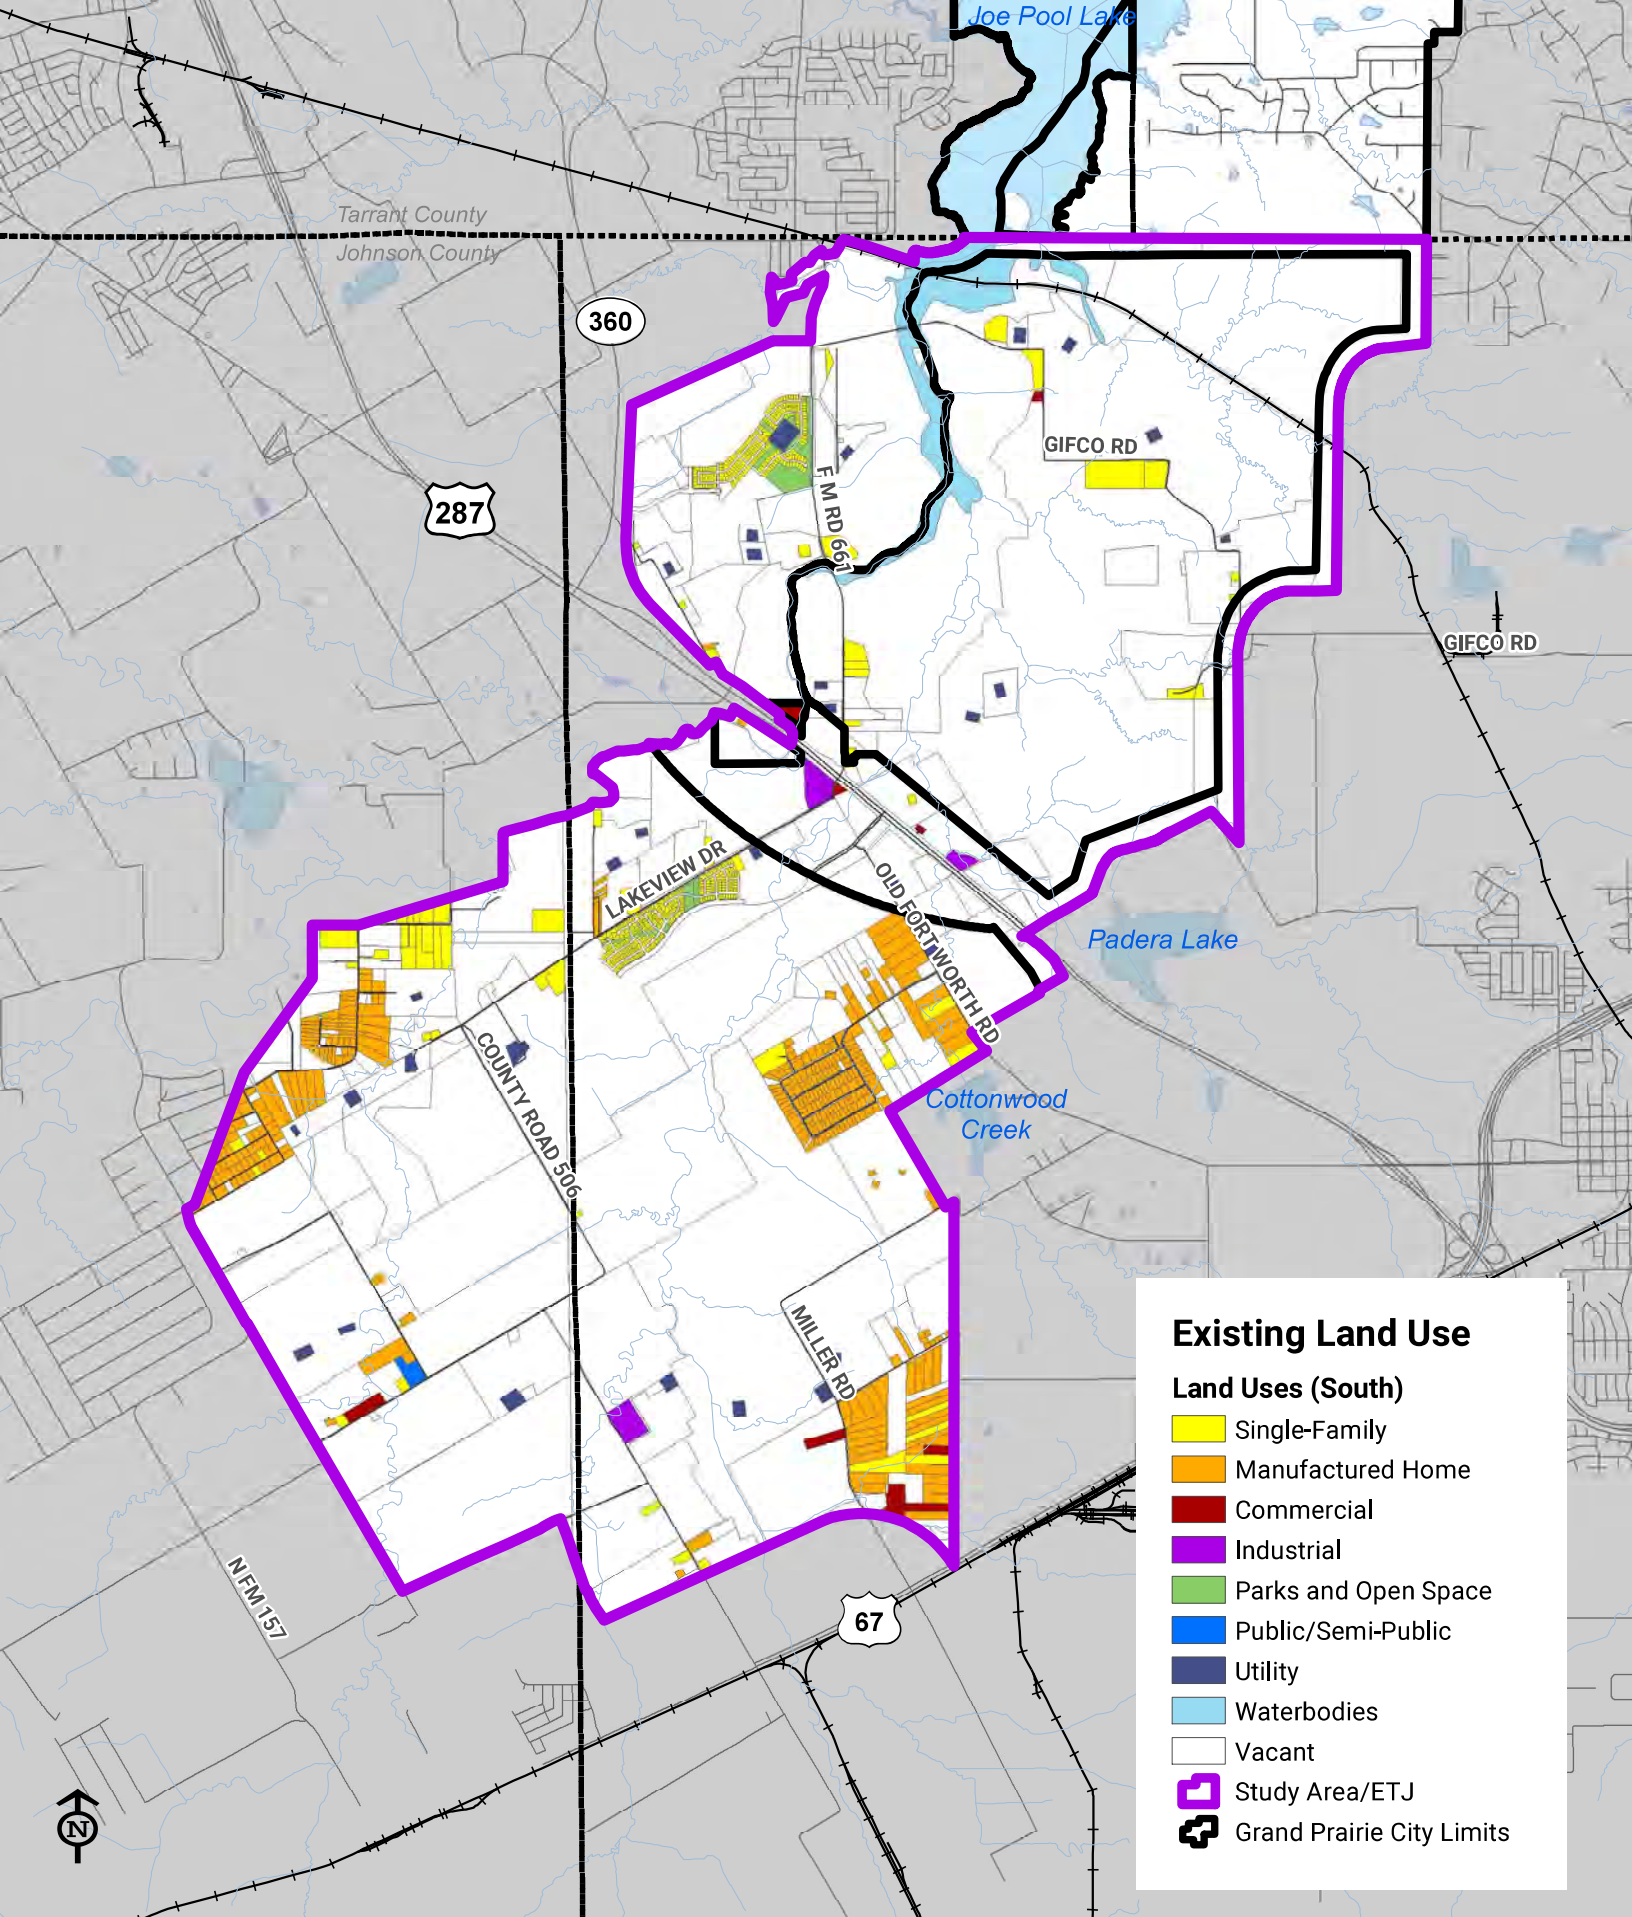 Joe Pool Lake
Tarrant County
Johnson County
360
287
GIFCO RD
F M RD 661
GIFCO RD
LAKEVIEW DR
OLD FORT WORTH RD
Padera Lake
COUNTY ROAD 506
Cottonwood
Creek
MILLER RD
N FM 157
67
N
Existing Land Use
Land Uses (South)
Single-Family
Manufactured Home
Commercial
Industrial
Parks and Open Space
Public/Semi-Public
Utility
Waterbodies
Vacant
Study Area/ETJ
Grand Prairie City Limits